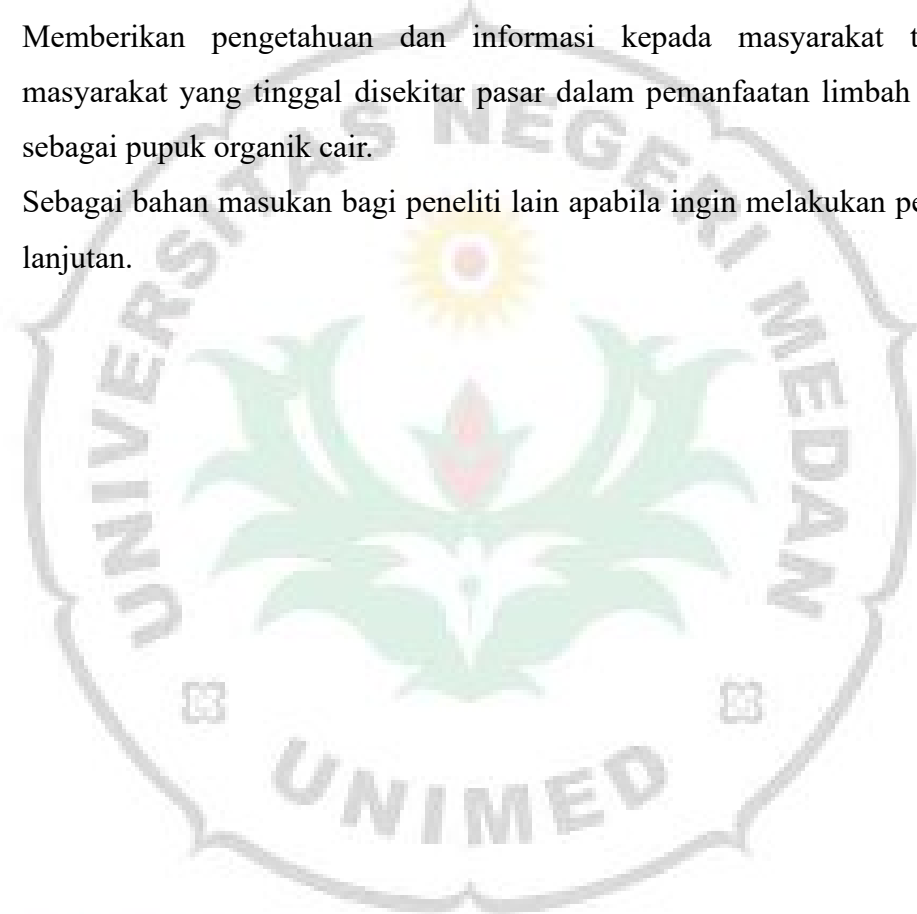 Memberikan pengetahuan dan informasi kepada masyarakat
masyarakat yang tinggal disekitar pasar dalam pemanfaatan limbah
sebagai pupuk organik cair.
Sebagai bahan masukan bagi peneliti lain apabila ingin melakukan
lanjutan.
UNIVERSITAS NEGERI MEDAN
UNIMED